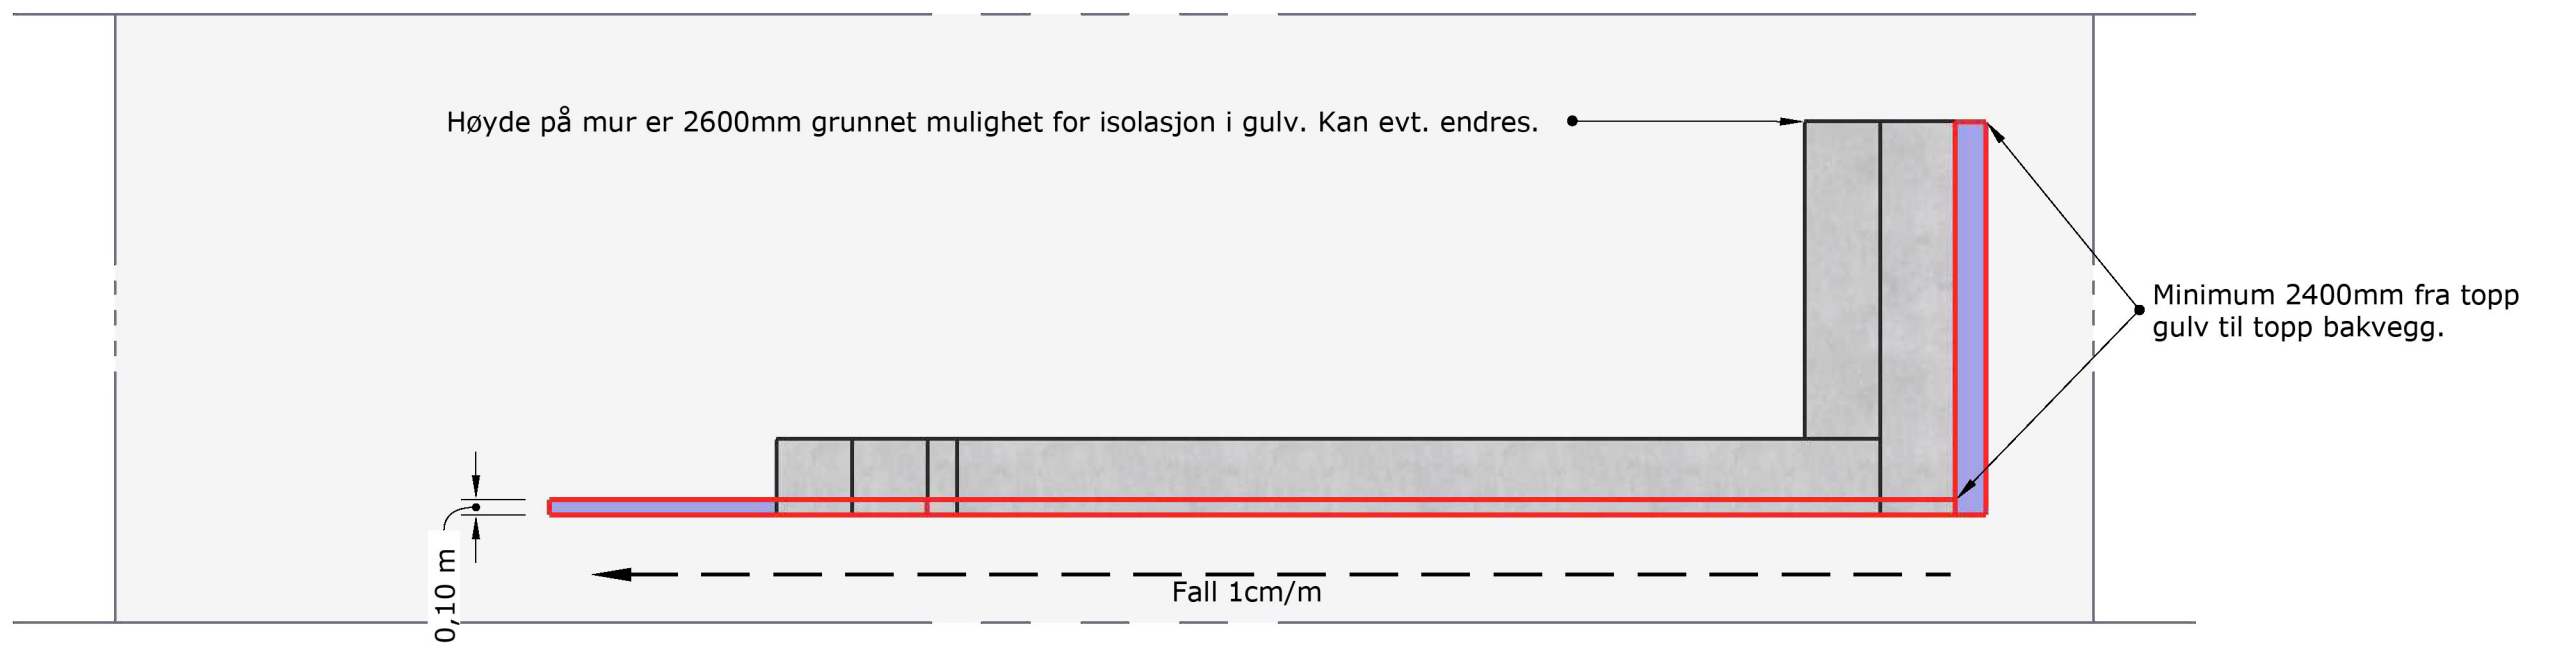 Høyde på mur er 2600mm grunnet mulighet for isolasjon i gulv. Kan evt. endres.
Minimum 2400mm fra topp
gulv til topp bakvegg.
0,10 m
Fall 1cm/m